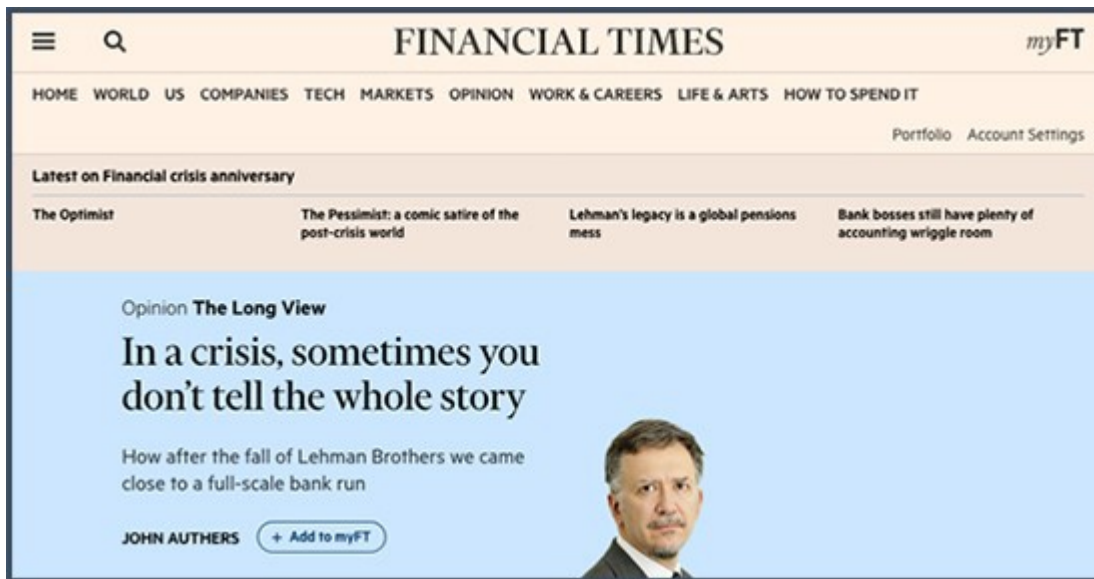 FINANCIAL TIMES
myFT
HOME WORLD US COMPANIES TECH MARKETS OPINION WORK & CAREERS LIFE & ARTS HOW TO SPEND IT
Portfolio Account Settings
Latest on Financial crisis anniversary
The Optimist
The Pessimist: a comic satire of the
post-crisis world
Lehman's legacy is a global pensions
mess
Bank bosses still have plenty of
accounting wriggle room
Opinion The Long View
In a crisis, sometimes you
don't tell the whole story
How after the fall of Lehman Brothers we came
close to a full-scale bank run
JOHN AUTHERS + Add to myFT